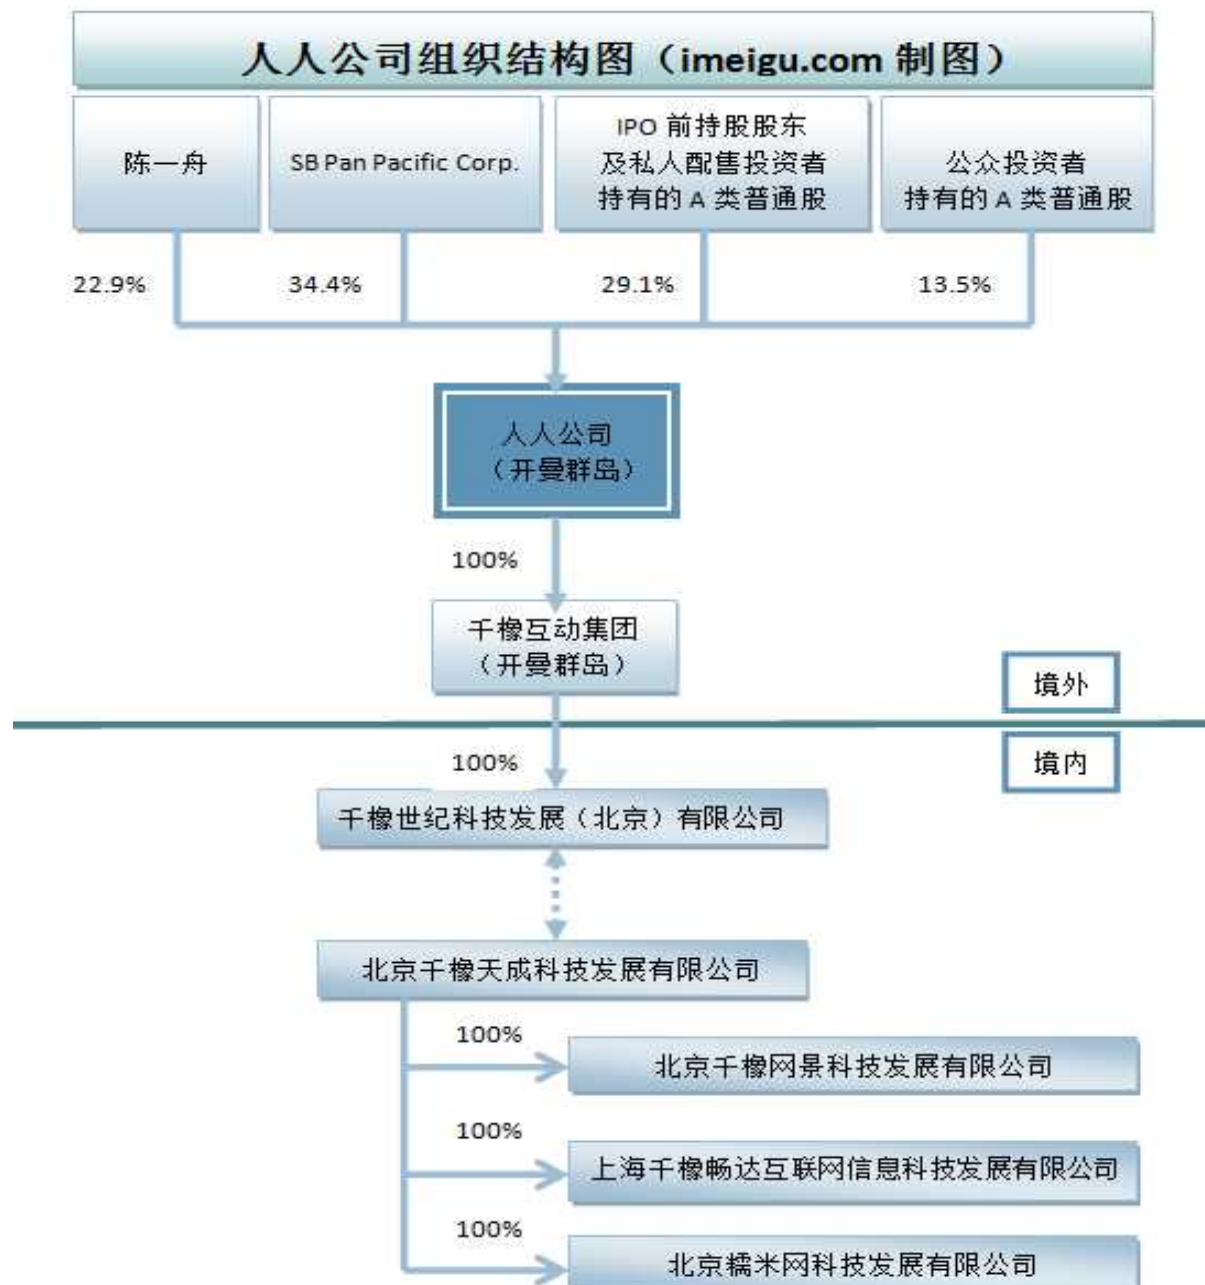 人人公司组织结构图（imeigu.com 制图）
陈一舟
SB Pan Pacific Corp.
IPO 前持股股东
及私人配售投资者
持有的 A 类普通股
公众投资者
持有的 A 类普通股
22.9%
34.4%
29.1%
13.5%
人人公司
（开曼群岛）
100%
千橡互动集团
（开曼群岛）
境外
境内
100%
千橡世纪科技发展（北京）有限公司
北京千橡天成科技发展有限公司
100%
北京千橡网景科技发展有限公司
100%
上海千橡畅达互联网信息科技发展有限公司
100%
北京糯米网科技发展有限公司